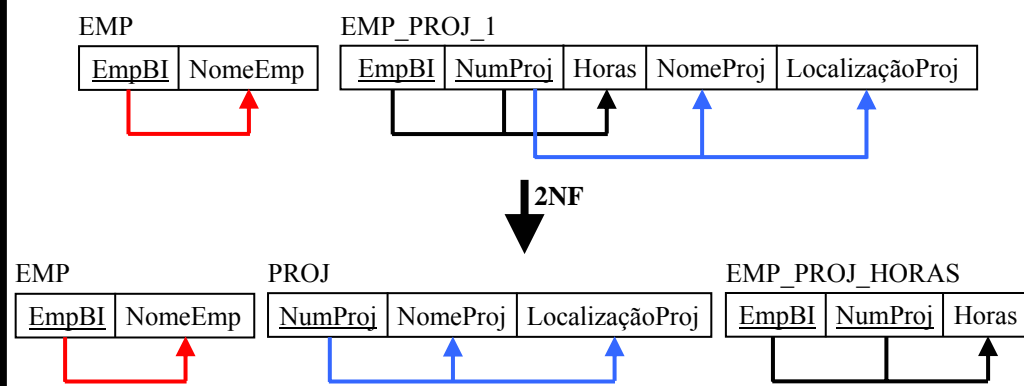 EMP EMP_PROJ_1
EmpBI NomeEmp EmpBI NumProj Horas NomeProj LocalizaçãoProj
2NF
EMP PROJ EMP_PROJ_HORAS
EmpBI NomeEmp NumProj NomeProj LocalizaçãoProj EmpBI NumProj Horas